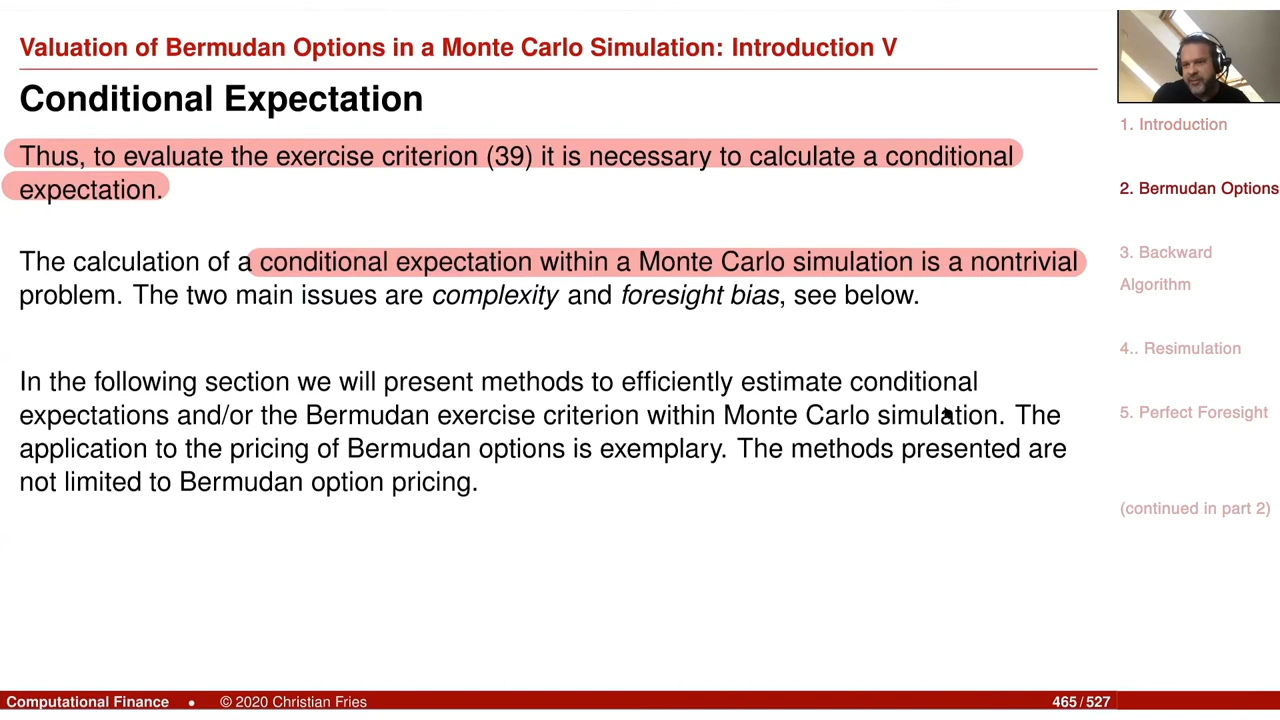 Valuation of Bermudan Options in a Monte Carlo Simulation: Introduction V
Conditional Expectation
Thus, to evaluate the exercise criterion (39) it is necessary to calculate a conditional
expectation.
The calculation of a conditional expectation within a Monte Carlo simulation is a nontrivial
problem. The two main issues are complexity and foresight bias, see below.
In the following section we will present methods to efficiently estimate conditional
expectations and/or the Bermudan exercise criterion within Monte Carlo simulation. The
application to the pricing of Bermudan options is exemplary. The methods presented are
not limited to Bermudan option pricing.
1. Introduction
2. Bermudan Options
3. Backward
Algorithm
4.. Resimulation
5. Perfect Foresight
(continued in part 2)
Computational Finance • © 2020 Christian Fries 465/527